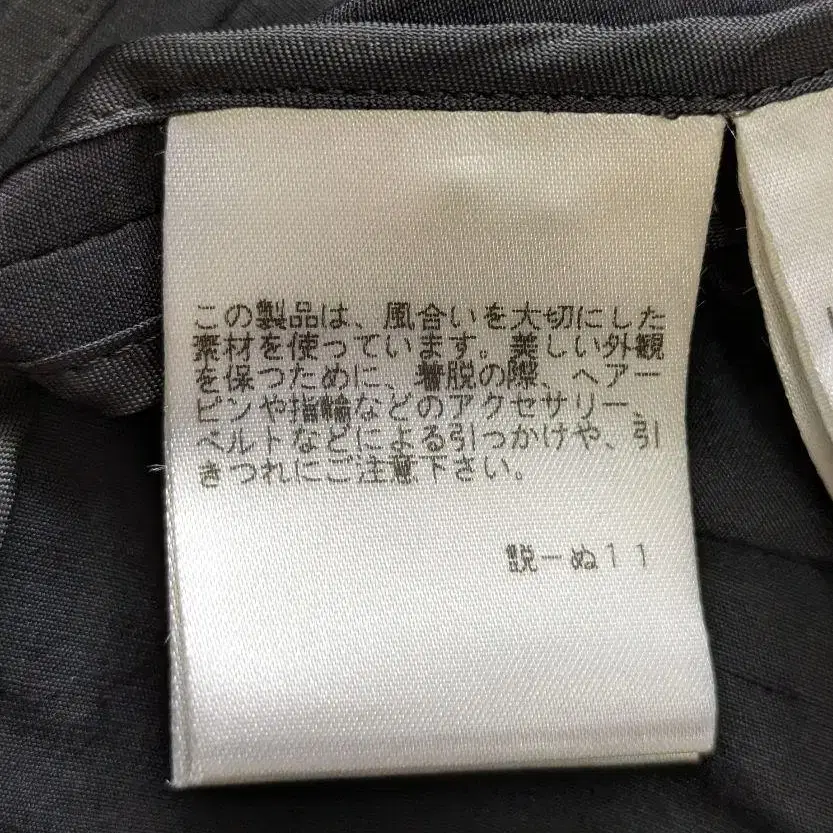 この製品は、風合いを大切にした
素材を使っています。美しい外観
を保つために、着脱の際、ヘアー
ピンや指輪などのアクセサリー、
ベルトなどによる引っかけや、引
きつれにご注意下さい。
説ーぬ11